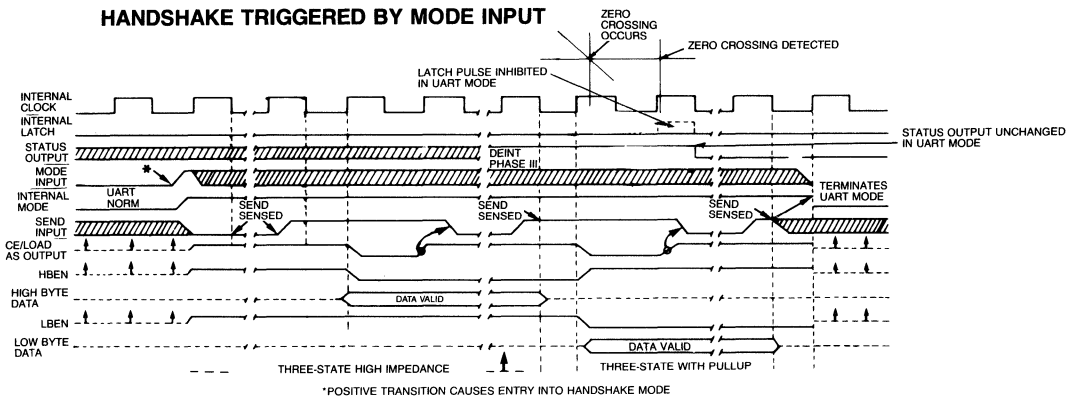 HANDSHAKE TRIGGERED BY MODE INPUT
ZERO
CROSSING
OCCURS
ZERO CROSSING DETECTED
LATCH PULSE INHIBITED
IN UART MODE
INTERNAL
CLOCK
INTERNAL
LATCH
STATUS OUTPUT UNCHANGED
IN UART MODE
STATUS
OUTPUT
DEINT
PHASE III
MODE
INPUT
*
TERMINATES
UART MODE
INTERNAL
MODE
UART
NORM
SEND
SENSED
SEND
SENSED
SEND
SENSED
SEND
INPUT
CE/LOAD
AS OUTPUT
HBEN
HIGH BYTE
DATA
DATA VALID
LBEN
LOW BYTE
DATA
DATA VALID
THREE-STATE HIGH IMPEDANCE
THREE-STATE WITH PULLUP
*POSITIVE TRANSITION CAUSES ENTRY INTO HANDSHAKE MODE